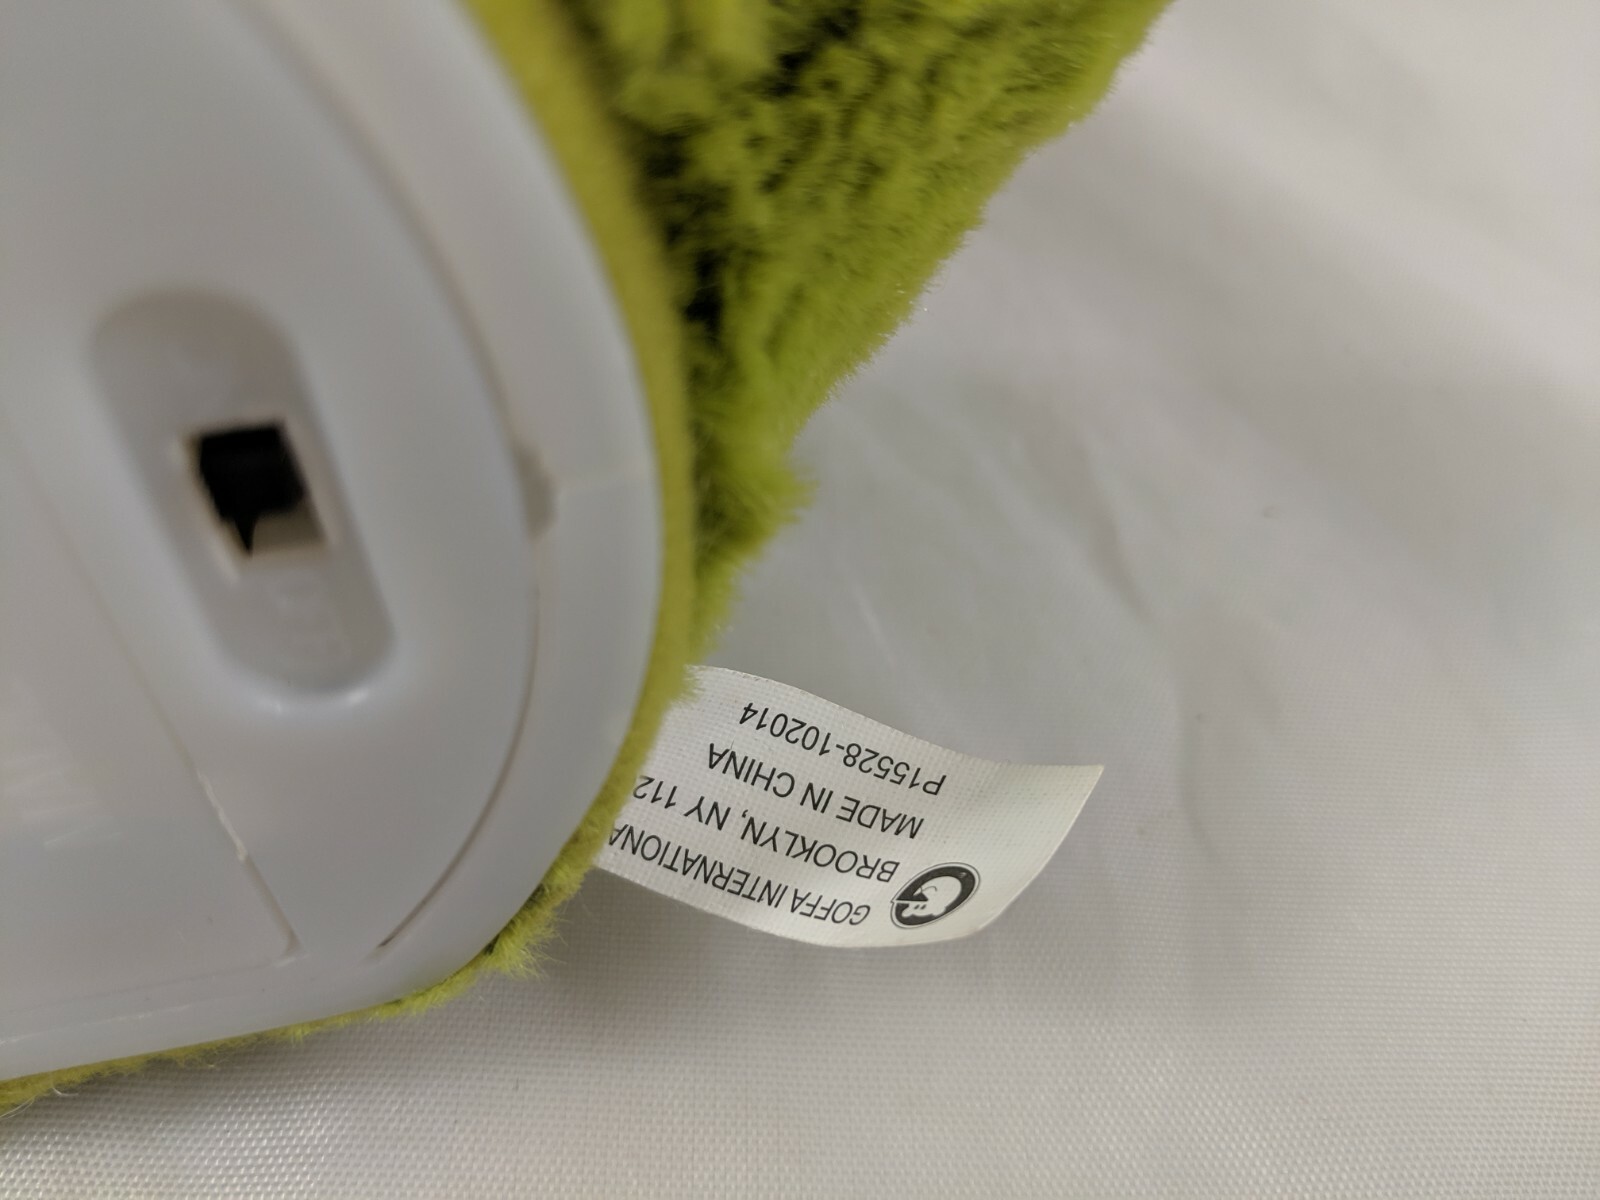 GOFFA INTERNATIONA
BROOKLYN, NY 112
MADE IN CHINA
P15528-102014